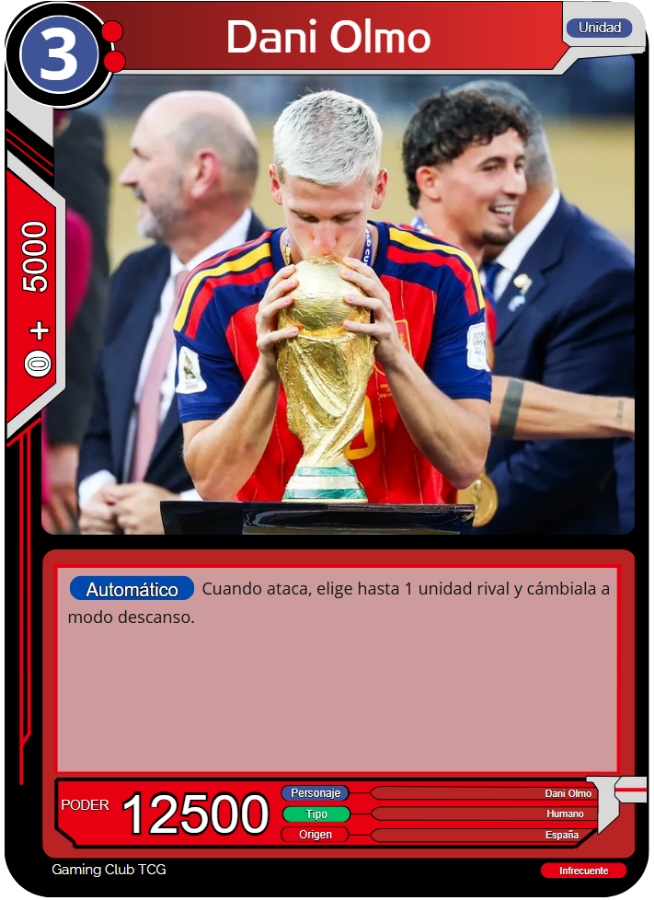 3
Dani Olmo
Unidad
0 + 5000
Automático Cuando ataca, elige hasta 1 unidad rival y cámbiala a
modo descanso.
PODER 12500
Personaje Dani Olmo
Tipo Humano
Origen España
Gaming Club TCG
Infrecuente